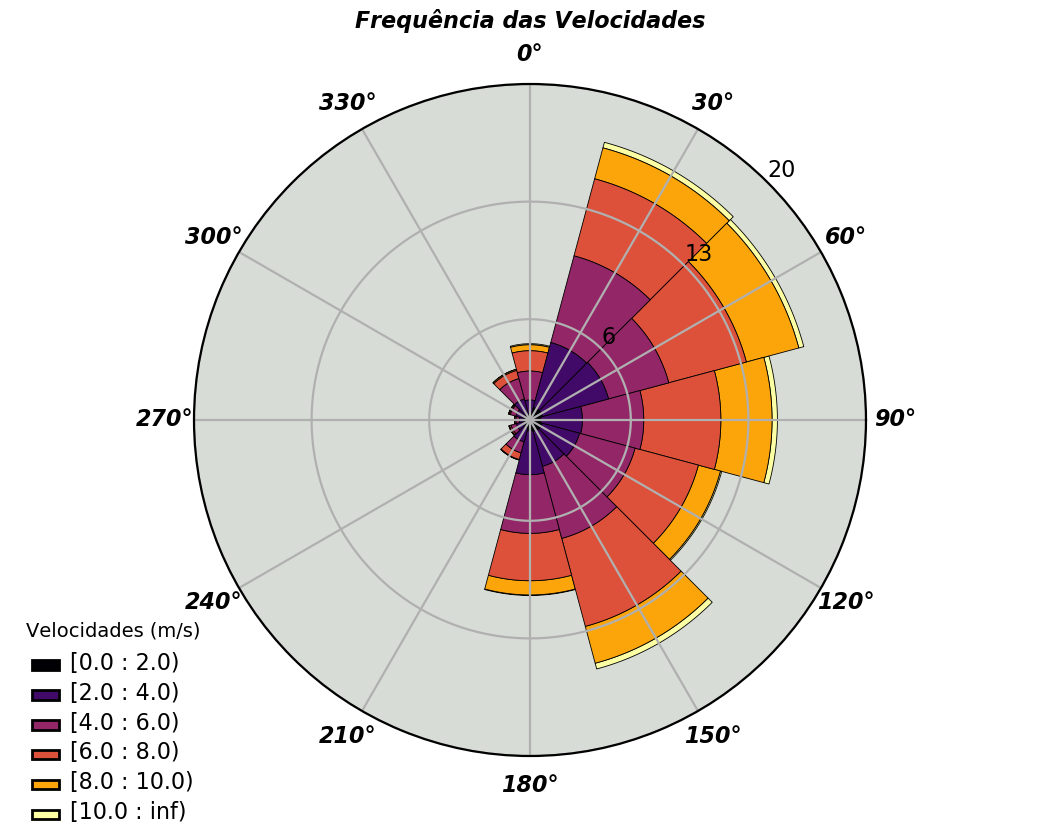 Frequência das Velocidades
0°
330°
30°
20
300°
60°
13
6
270°
90°
240°
120°
210°
150°
180°
Velocidades (m/s)
[0.0 : 2.0)
[2.0 : 4.0)
[4.0 : 6.0)
[6.0 : 8.0)
[8.0 : 10.0)
[10.0 : inf)